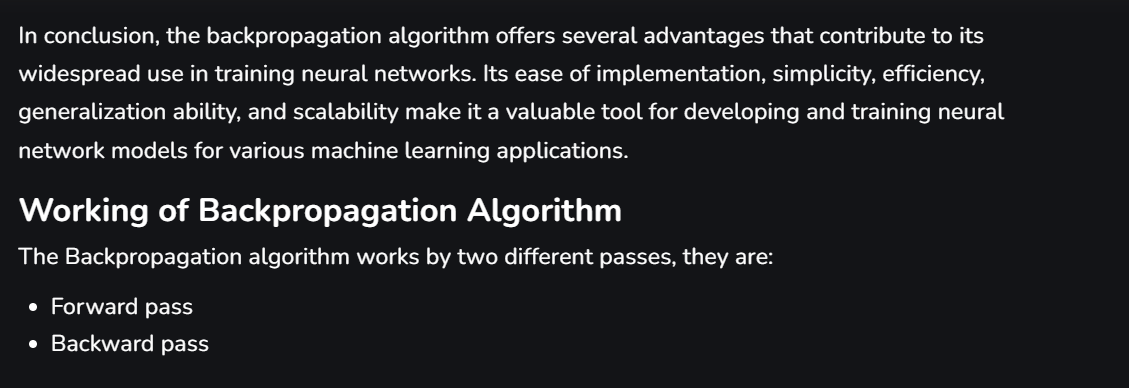 In conclusion, the backpropagation algorithm offers several advantages that contribute to its
widespread use in training neural networks. Its ease of implementation, simplicity, efficiency,
generalization ability, and scalability make it a valuable tool for developing and training neural
network models for various machine learning applications.
Working of Backpropagation Algorithm
The Backpropagation algorithm works by two different passes, they are:
• Forward pass
• Backward pass